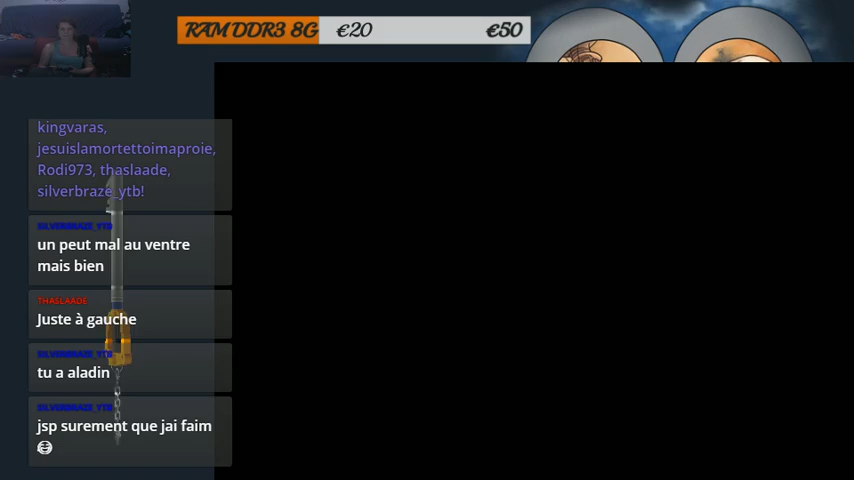 RAM DDR3 8G €20 €50
kingvaras,
jesuislamortettoimaproie,
Rodi973, thaslaade,
silverbraze_ytb!
SILVERBRAZE_YTB
un peut mal au ventre
mais bien
THASLAADE
Juste à gauche
SILVERBRAZE_YTB
tu a aladin
SILVERBRAZE_YTB
jsp surement que jai faim
😂